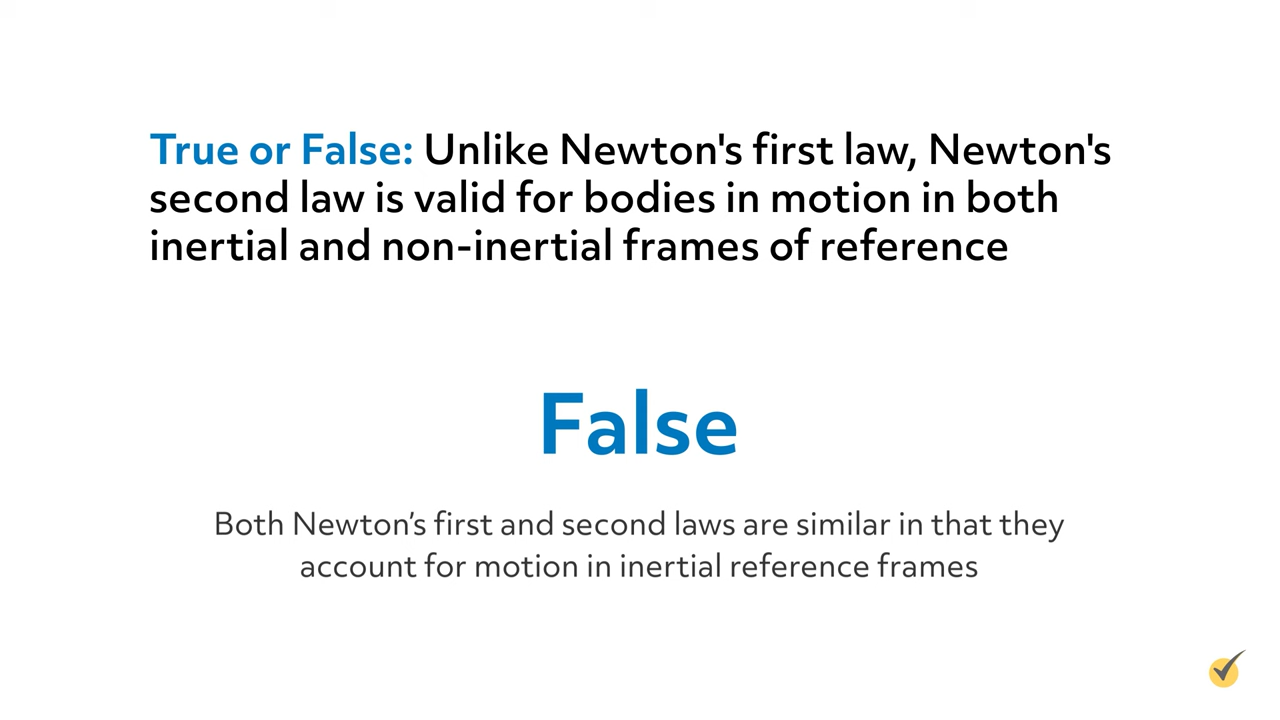 True or False: Unlike Newton's first law, Newton's
second law is valid for bodies in motion in both
inertial and non-inertial frames of reference
False
Both Newton’s first and second laws are similar in that they
account for motion in inertial reference frames